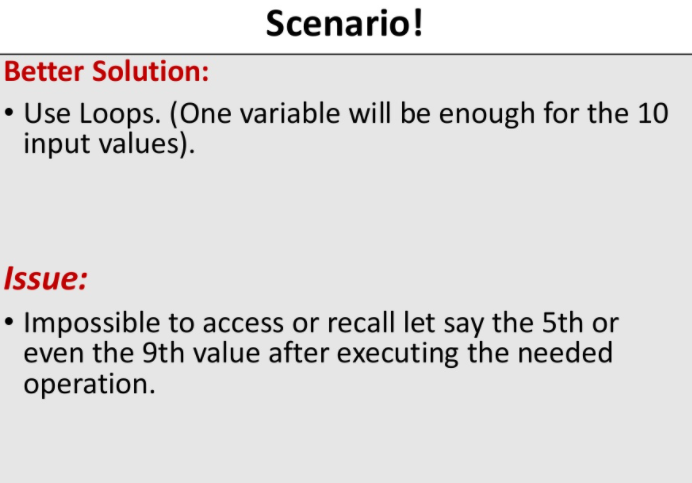 Scenario!
Better Solution:
• Use Loops. (One variable will be enough for the 10
input values).
Issue:
• Impossible to access or recall let say the 5th or
even the 9th value after executing the needed
operation.